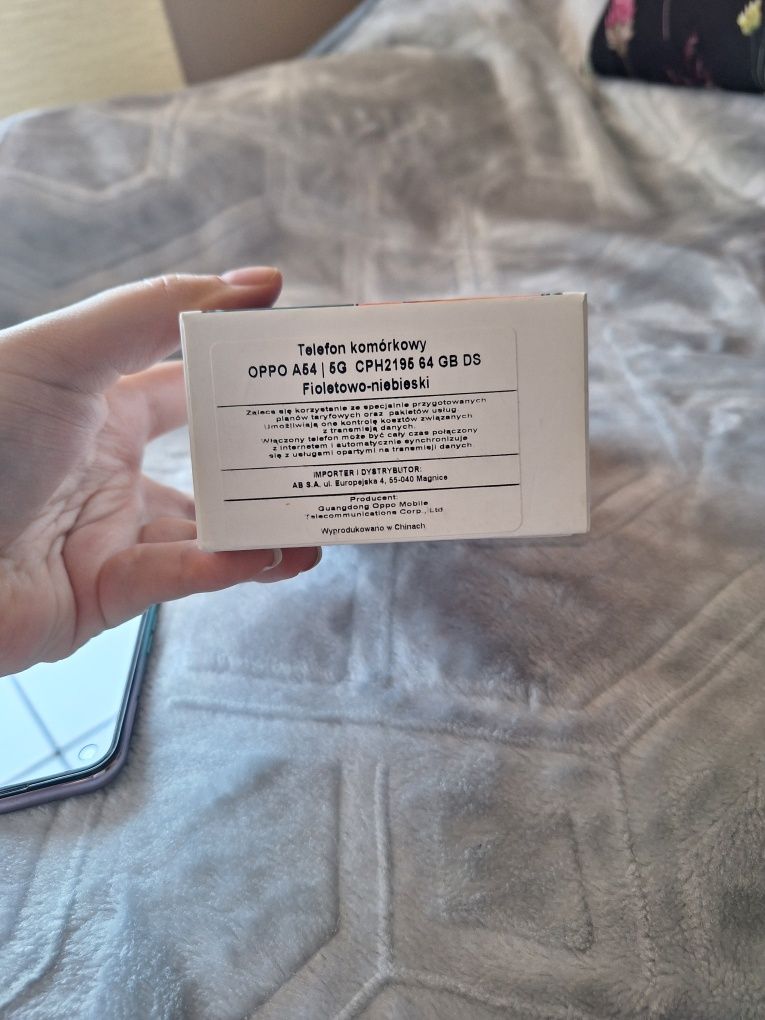 Telefon komórkowy
OPPO A54 | 5G CPH2195 64 GB DS
Fioletowo-niebieski
Zaleca się korzystanie ze specjalnie przygotowanych
planów taryfowych oraz pakietów usług.
Umożliwiają one kontrolę kosztów związanych
z transmisją danych.
Włączony telefon może być cały czas połączony
z internetem i automatycznie synchronizuje
się z usługami opartymi na transmisji danych
IMPORTER I DYSTRYBUTOR:
AB S.A. ul. Europejska 4, 55-040 Magnice
Producent:
Guangdong Oppo Mobile
Telecommunications Corp., Ltd.
Wyprodukowano w Chinach